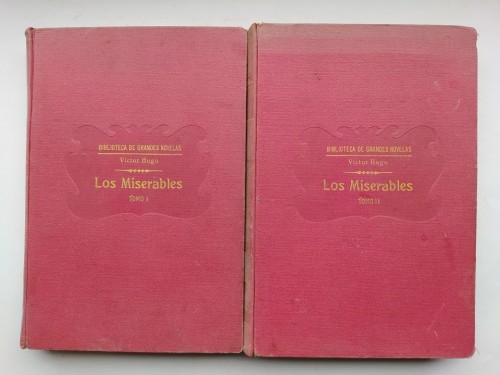 BIBLIOTECA DE GRANDES NOVELAS
Víctor Hugo
Los Miserables
TOMO I
BIBLIOTECA DE GRANDES NOVELAS
Víctor Hugo
Los Miserables
TOMO II